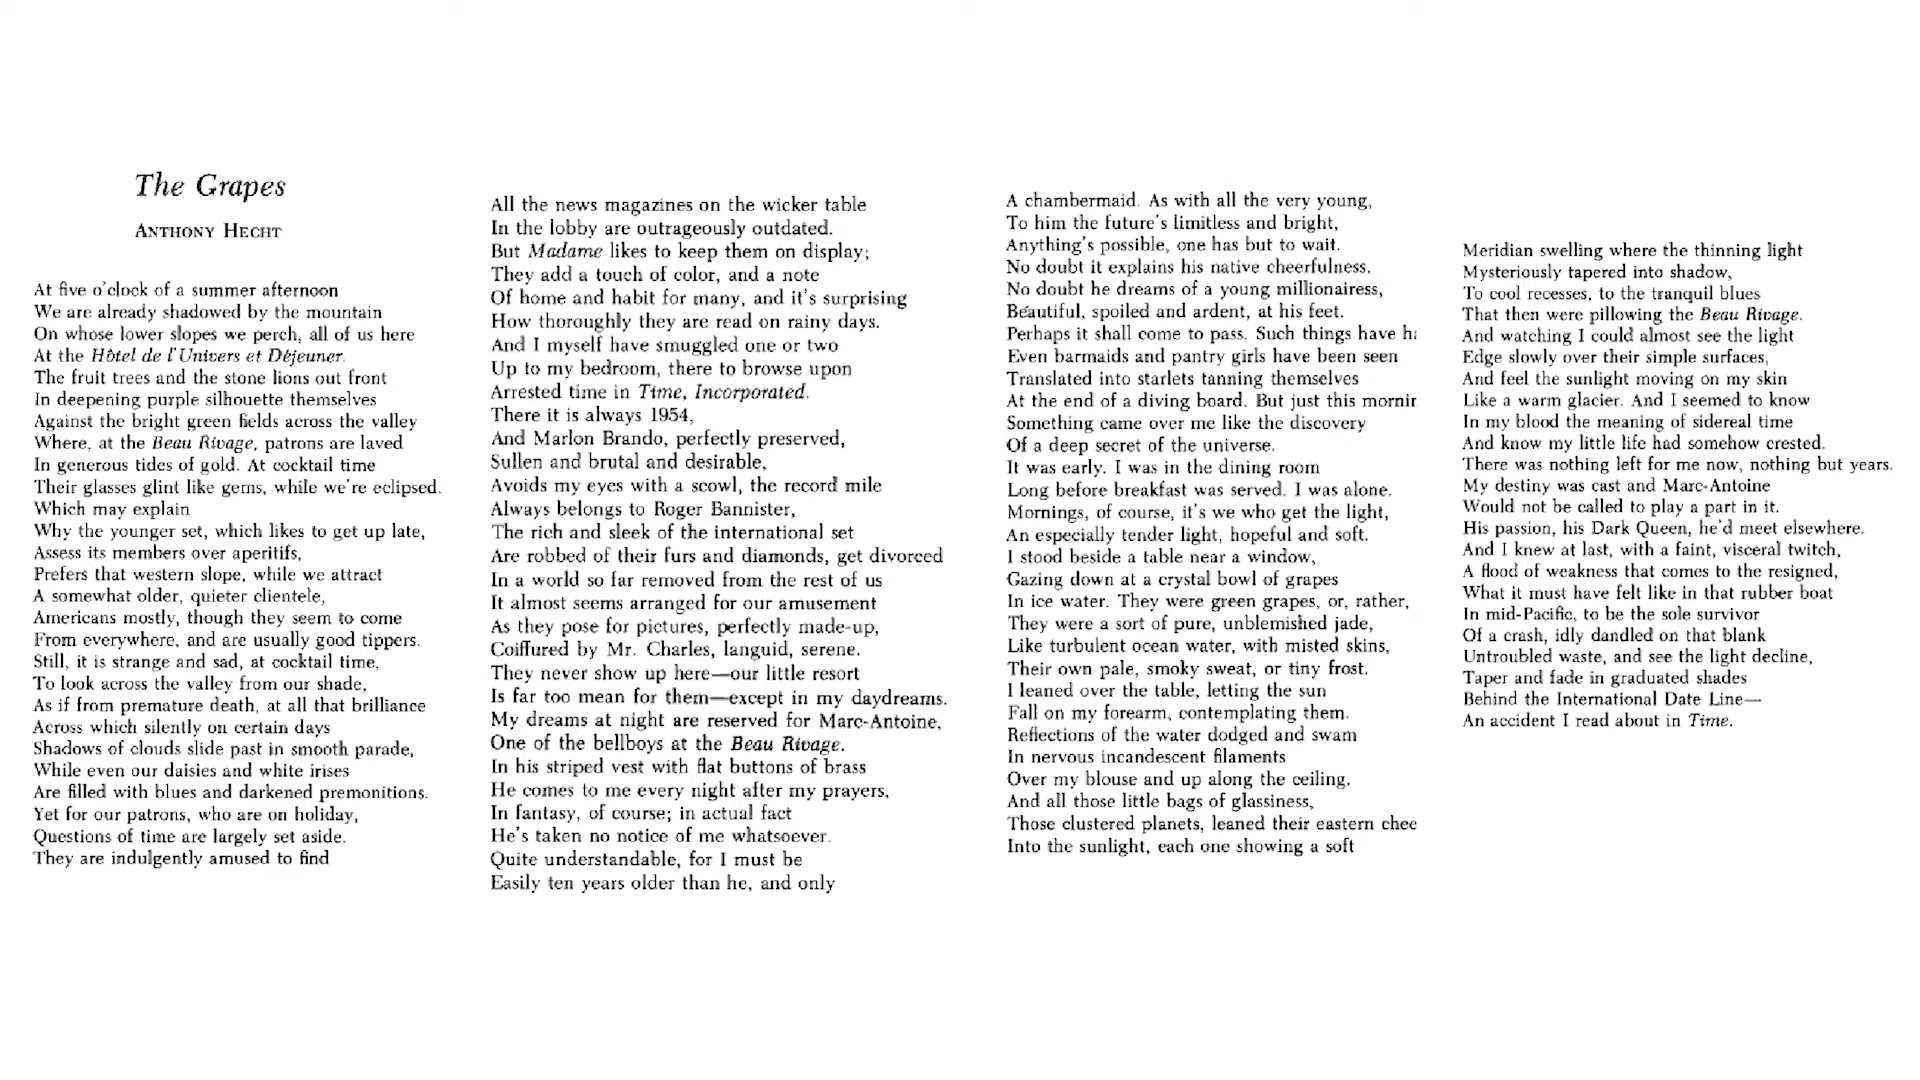 The Grapes
ANTHONY HECHT
At five o'clock of a summer afternoon
We are already shadowed by the mountain
On whose lower slopes we perch, all of us here
At the Hôtel de l'Univers et Déjeuner.
The fruit trees and the stone lions out front
In deepening purple silhouette themselves
Against the bright green fields across the valley
Where, at the Beau Rivage, patrons are laved
In generous tides of gold. At cocktail time
Their glasses glint like gems, while we're eclipsed.
Which may explain
Why the younger set, which likes to get up late,
Assess its members over aperitifs,
Prefers that western slope, while we attract
A somewhat older, quieter clientele,
Americans mostly, though they seem to come
From everywhere, and are usually good tippers.
Still, it is strange and sad, at cocktail time,
To look across the valley from our shade,
As if from premature death, at all that brilliance
Across which silently on certain days
Shadows of clouds slide past in smooth parade,
While even our daisies and white irises
Are filled with blues and darkened premonitions.
Yet for our patrons, who are on holiday,
Questions of time are largely set aside.
They are indulgently amused to find
All the news magazines on the wicker table
In the lobby are outrageously outdated.
But Madame likes to keep them on display;
They add a touch of color, and a note
Of home and habit for many, and it's surprising
How thoroughly they are read on rainy days.
And I myself have smuggled one or two
Up to my bedroom, there to browse upon
Arrested time in Time, Incorporated.
There it is always 1954,
And Marlon Brando, perfectly preserved,
Sullen and brutal and desirable,
Avoids my eyes with a scowl, the record mile
Always belongs to Roger Bannister,
The rich and sleek of the international set
Are robbed of their furs and diamonds, get divorced
In a world so far removed from the rest of us
It almost seems arranged for our amusement
As they pose for pictures, perfectly made-up,
Coiffured by Mr. Charles, languid, serene.
They never show up here—our little resort
Is far too mean for them—except in my daydreams.
My dreams at night are reserved for Marc-Antoine,
One of the bellboys at the Beau Rivage.
In his striped vest with flat buttons of brass
He comes to me every night after my prayers,
In fantasy, of course; in actual fact
He's taken no notice of me whatsoever.
Quite understandable, for I must be
Easily ten years older than he, and only
A chambermaid. As with all the very young,
To him the future's limitless and bright,
Anything's possible, one has but to wait.
No doubt it explains his native cheerfulness.
No doubt he dreams of a young millionairess,
Beautiful, spoiled and ardent, at his feet.
Perhaps it shall come to pass. Such things have
Even barmaids and pantry girls have been seen
Translated into starlets tanning themselves
At the end of a diving board. But just this
Something came over me like the discovery
Of a deep secret of the universe.
It was early. I was in the dining room
Long before breakfast was served. I was alone.
Mornings, of course, it's we who get the light,
An especially tender light, hopeful and soft.
I stood beside a table near a window,
Gazing down at a crystal bowl of grapes
In ice water. They were green grapes, or, rather,
They were a sort of pure, unblemished jade,
Like turbulent ocean water, with misted skins,
Their own pale, smoky sweat, or tiny frost.
I leaned over the table, letting the sun
Fall on my forearm, contemplating them.
Reflections of the water dodged and swam
In nervous incandescent filaments
Over my blouse and up along the ceiling.
And all those little bags of glassiness,
Those clustered planets, leaned their eastern
Into the sunlight, each one showing a soft
Meridian swelling where the thinning light
Mysteriously tapered into shadow,
To cool recesses, to the tranquil blues
That then were pillowing the Beau Rivage.
And watching I could almost see the light
Edge slowly over their simple surfaces,
And feel the sunlight moving on my skin
Like a warm glacier. And I seemed to know
In my blood the meaning of sidereal time
And know my little life had somehow crested.
There was nothing left for me now, nothing but years.
My destiny was cast and Marc-Antoine
Would not be called to play a part in it.
His passion, his Dark Queen, he'd meet elsewhere.
And I knew at last, with a faint, visceral twitch,
A flood of weakness that comes to the resigned,
What it must have felt like in that rubber boat
In mid-Pacific, to be the sole survivor
Of a crash, idly dandled on that blank
Untroubled waste, and see the light decline,
Taper and fade in graduated shades
Behind the International Date Line—
An accident I read about in Time.